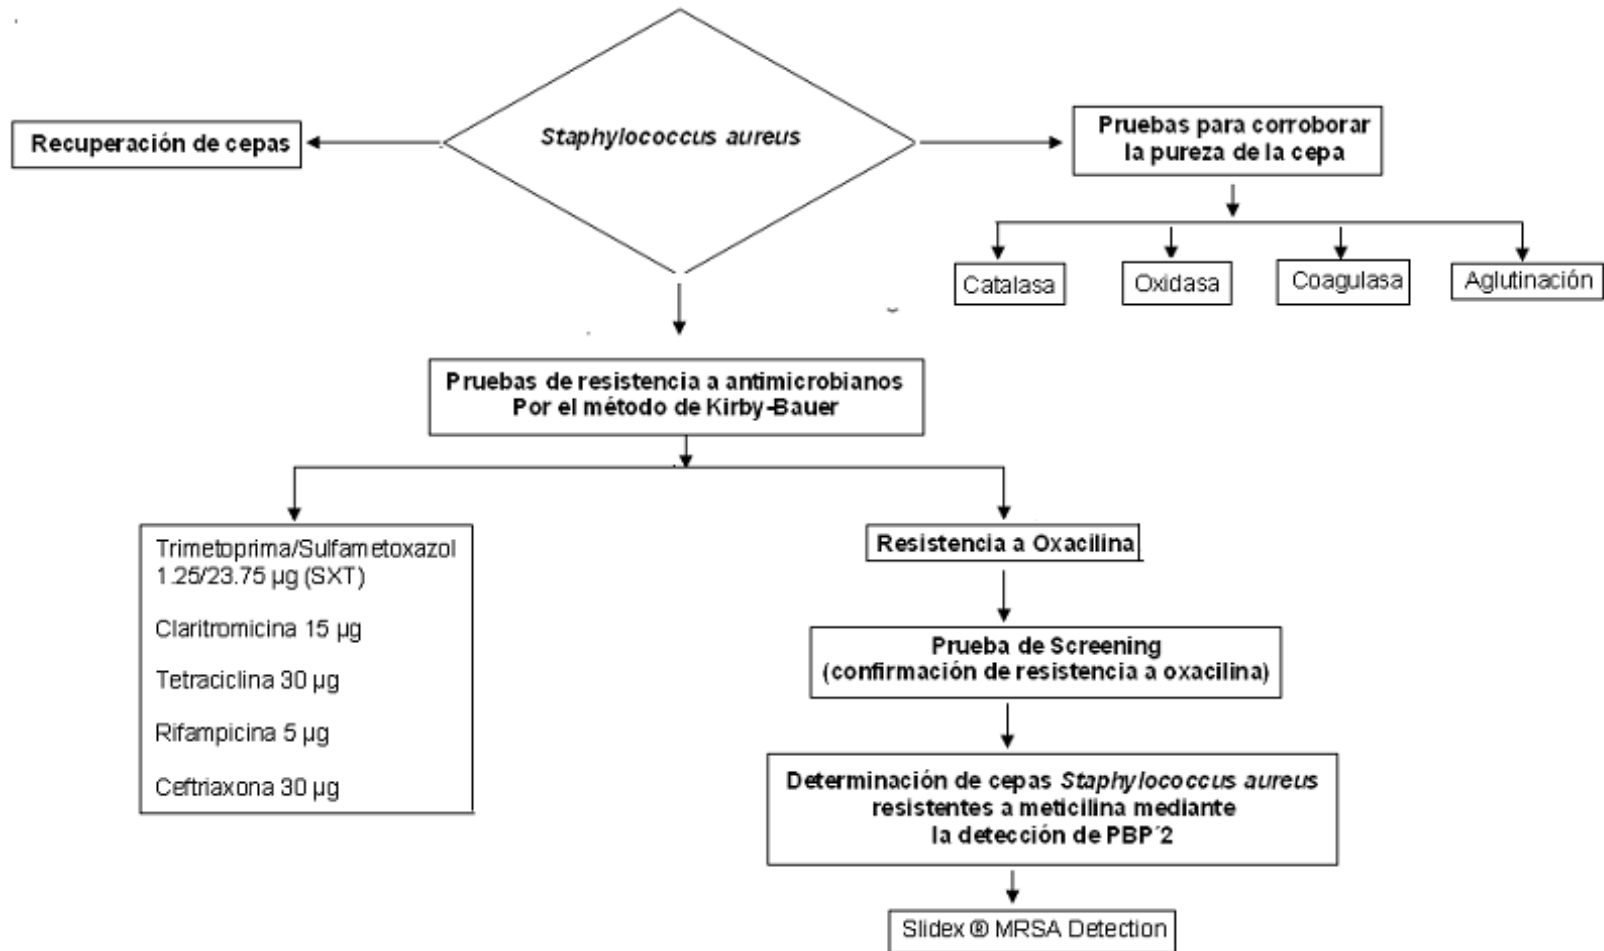 Staphylococcus aureus
Recuperación de cepas
Pruebas para corroborar
la pureza de la cepa
Catalasa
Oxidasa
Coagulasa
Aglutinación
Pruebas de resistencia a antimicrobianos
Por el método de Kirby-Bauer
Trimetoprima/Sulfametoxazol
1.25/23.75 µg (SXT)
Claritromicina 15 µg
Tetraciclina 30 µg
Rifampicina 5 µg
Ceftriaxona 30 µg
Resistencia a Oxacilina
Prueba de Screening
(confirmación de resistencia a oxacilina)
Determinación de cepas Staphylococcus aureus
resistentes a meticilina mediante
la detección de PBP´2
Slidex ® MRSA Detection